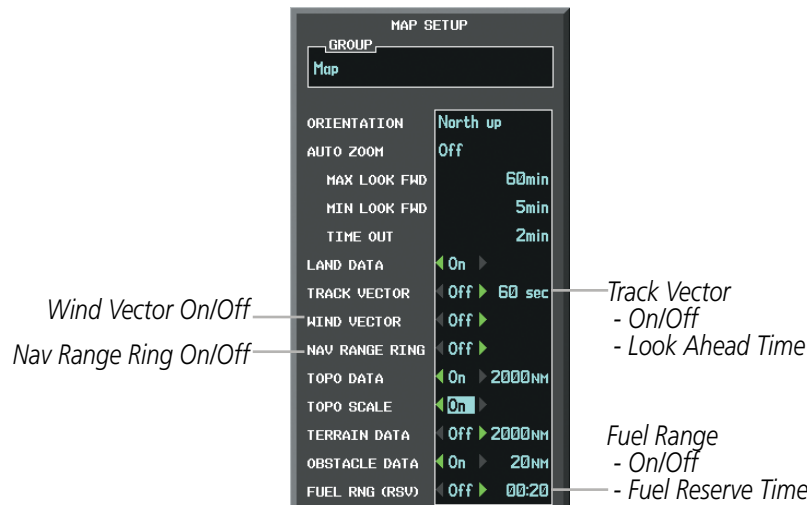 MAP SETUP
GROUP
Map
ORIENTATION North up
AUTO ZOOM Off
MAX LOOK FWD 60min
MIN LOOK FWD 5min
TIME OUT 2min
LAND DATA On
TRACK VECTOR Off 60 sec
WIND VECTOR Off
NAV RANGE RING Off
TOPO DATA On 2000NM
TOPO SCALE On
TERRAIN DATA Off 2000NM
OBSTACLE DATA On 20NM
FUEL RNG (RSV) Off 00:20
Wind Vector On/Off
Nav Range Ring On/Off
Track Vector
- On/Off
- Look Ahead Time
Fuel Range
- On/Off
- Fuel Reserve Time